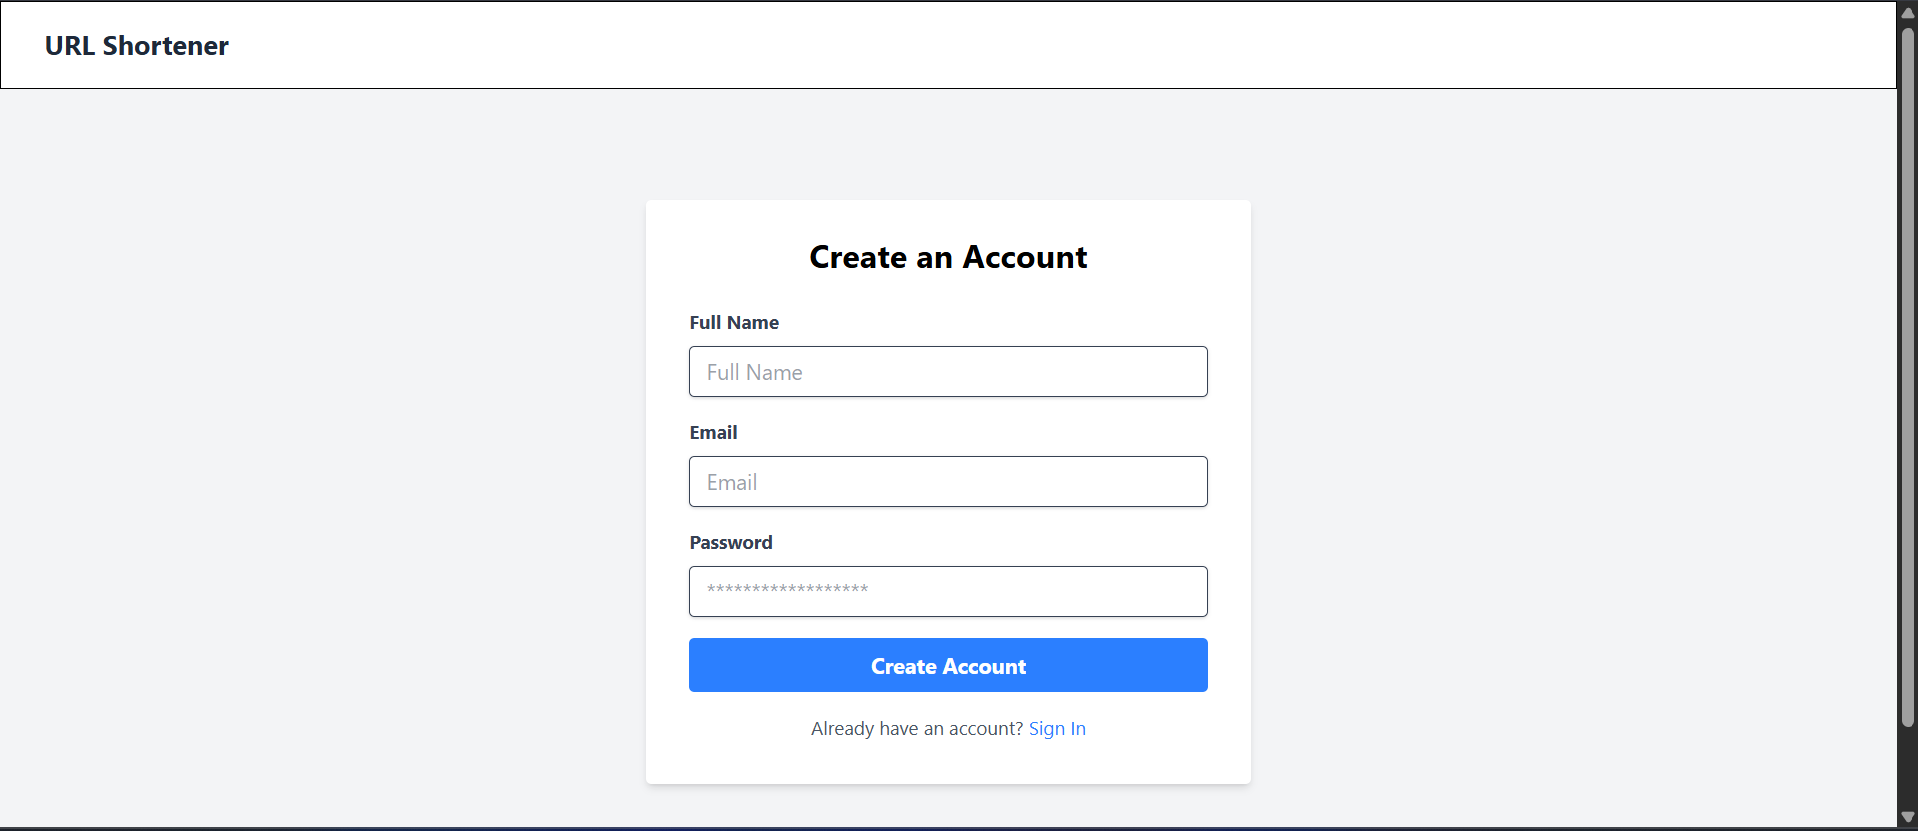 URL Shortener
Create an Account
Full Name
Full Name
Email
Email
Password
******************
Create Account
Already have an account? Sign In